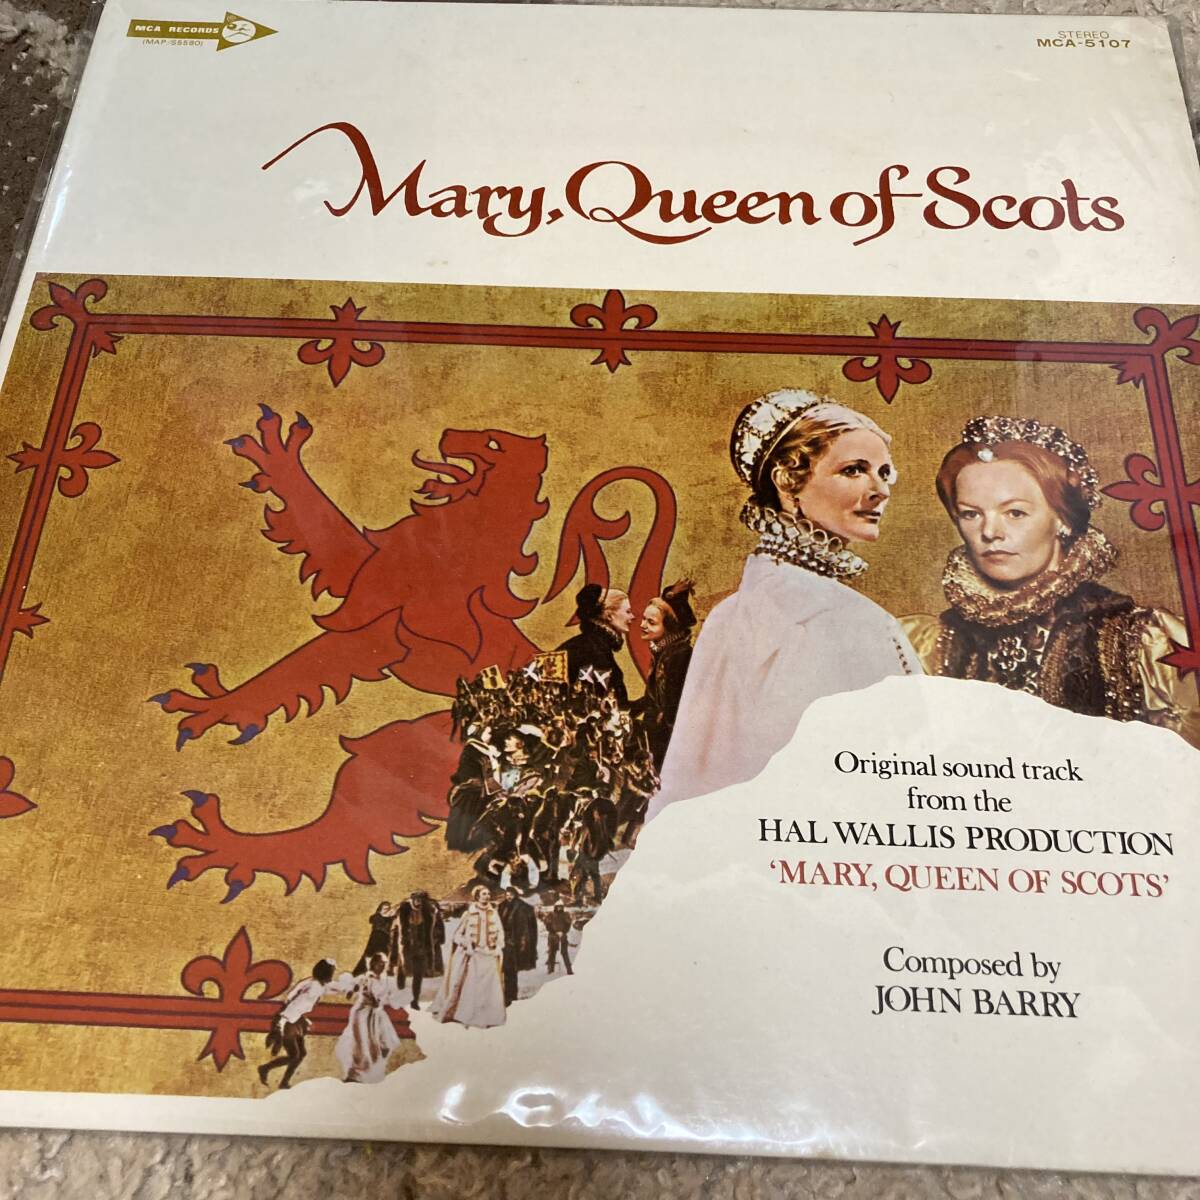 MCA RECORDS
(MAP-S5580)
STEREO
MCA-5107
Mary, Queen of Scots
Original sound track
from the
HAL WALLIS PRODUCTION
‘MARY, QUEEN OF SCOTS’
Composed by
JOHN BARRY